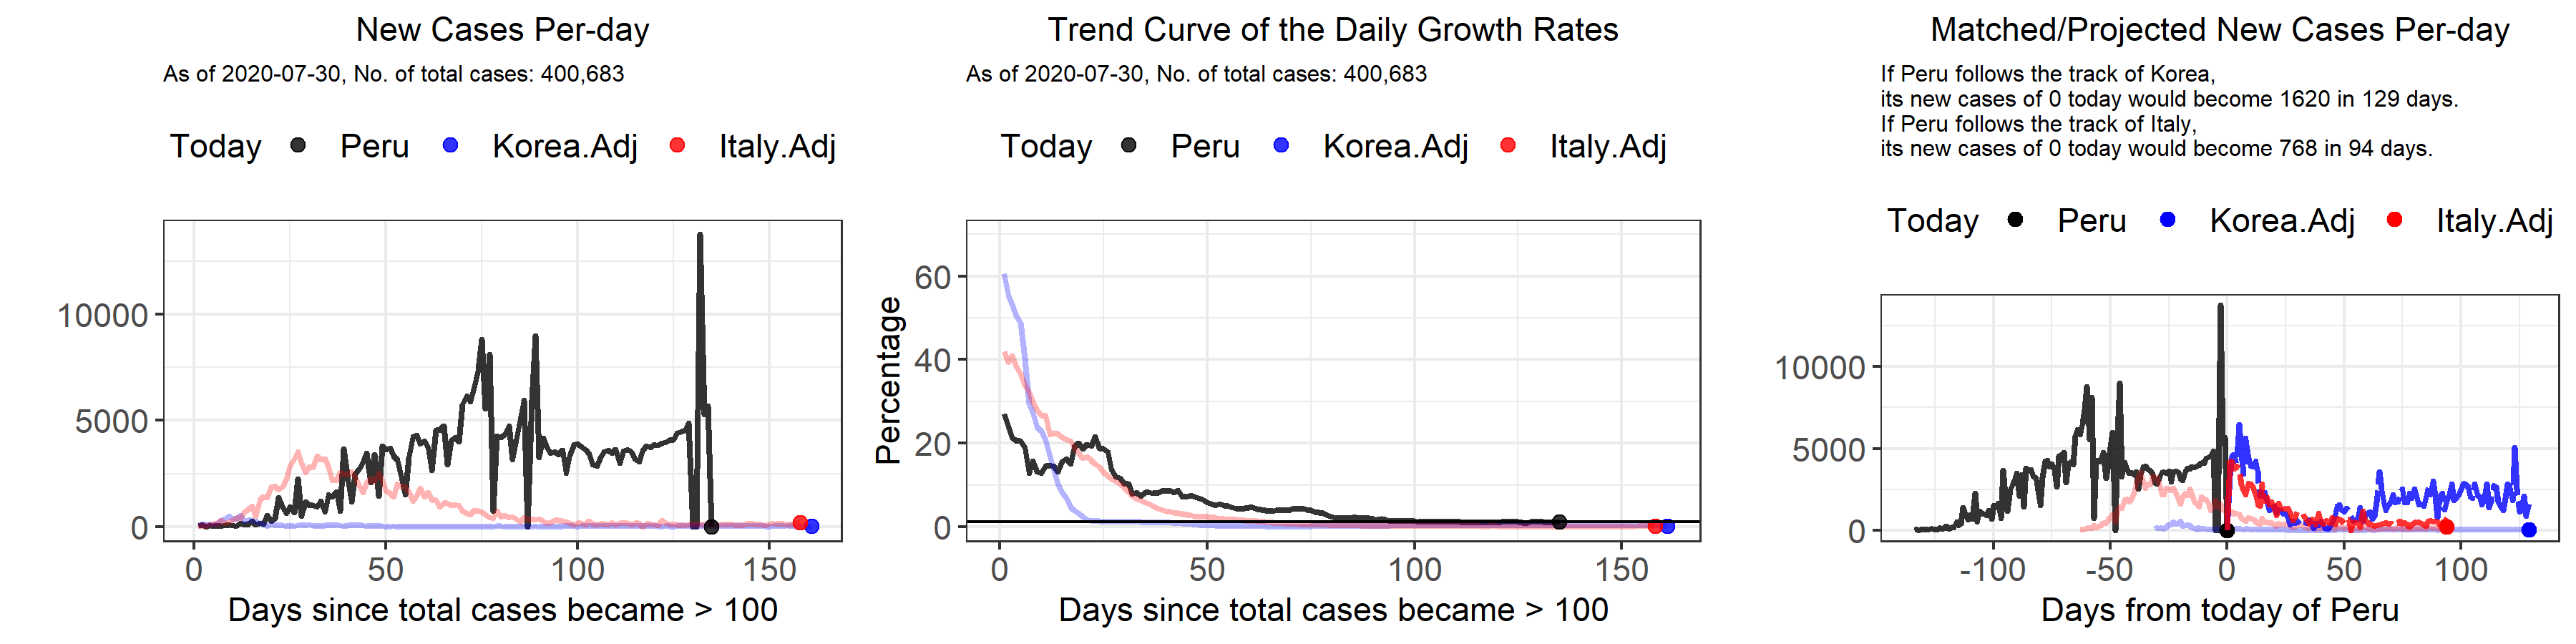 New Cases Per-day
As of 2020-07-30, No. of total cases: 400,683
Today Peru Korea.Adj Italy.Adj
10000
5000
0
0 50 100 150
Days since total cases became > 100
Trend Curve of the Daily Growth Rates
As of 2020-07-30, No. of total cases: 400,683
Today Peru Korea.Adj Italy.Adj
Percentage
60
40
20
0
0 50 100 150
Days since total cases became > 100
Matched/Projected New Cases Per-day
If Peru follows the track of Korea,
its new cases of 0 today would become 1620 in 129 days.
If Peru follows the track of Italy,
its new cases of 0 today would become 768 in 94 days.
Today Peru Korea.Adj Italy.Adj
10000
5000
0
-100 -50 0 50 100
Days from today of Peru